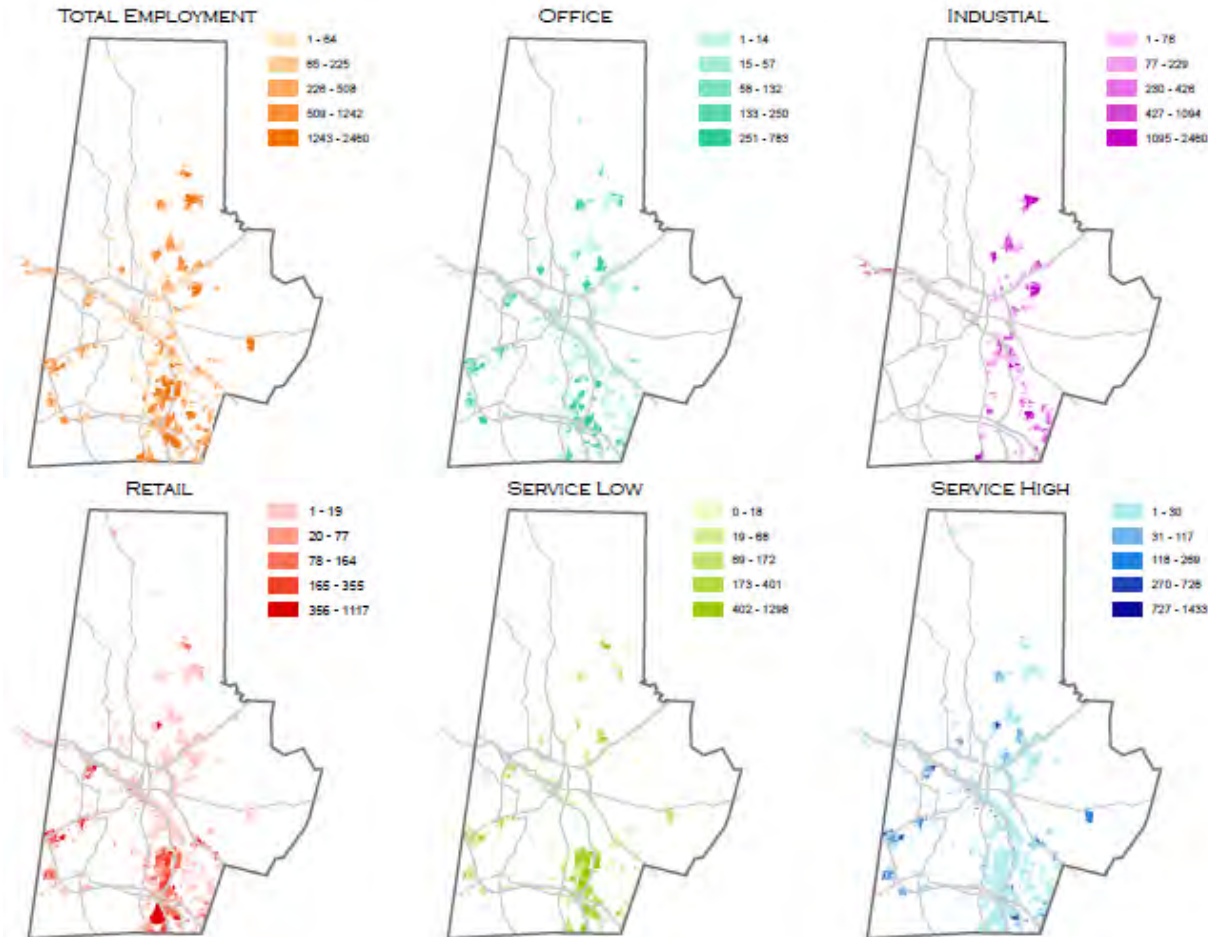 TOTAL EMPLOYMENT
1 - 64
65 - 225
226 - 508
509 - 1242
1243 - 2460
OFFICE
1 - 14
15 - 57
58 - 132
133 - 250
251 - 783
INDUSTIAL
1 - 76
77 - 229
230 - 426
427 - 1094
1095 - 2460
RETAIL
1 - 19
20 - 77
78 - 164
165 - 355
356 - 1117
SERVICE LOW
0 - 18
19 - 68
69 - 172
173 - 401
402 - 1298
SERVICE HIGH
1 - 30
31 - 117
118 - 269
270 - 726
727 - 1433